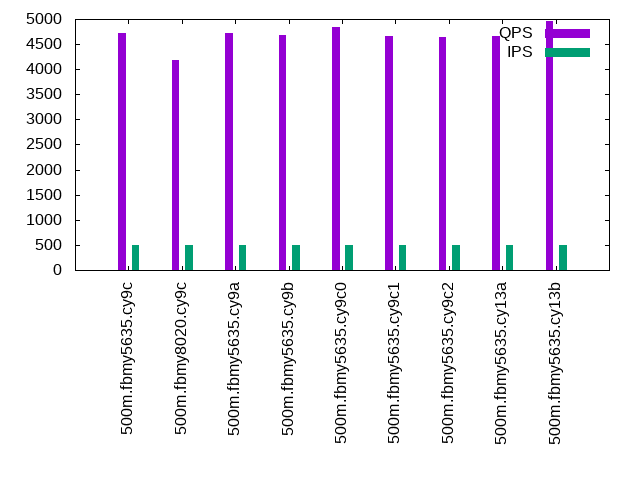 5000
4500
4000
3500
3000
2500
2000
1500
1000
500
0
QPS
IPS
500m.fbmy5635.cy9c
500m.fbmy8020.cy9c
500m.fbmy5635.cy9a
500m.fbmy5635.cy9b
500m.fbmy5635.cy9c0
500m.fbmy5635.cy9c1
500m.fbmy5635.cy9c2
500m.fbmy5635.cy13a
500m.fbmy5635.cy13b